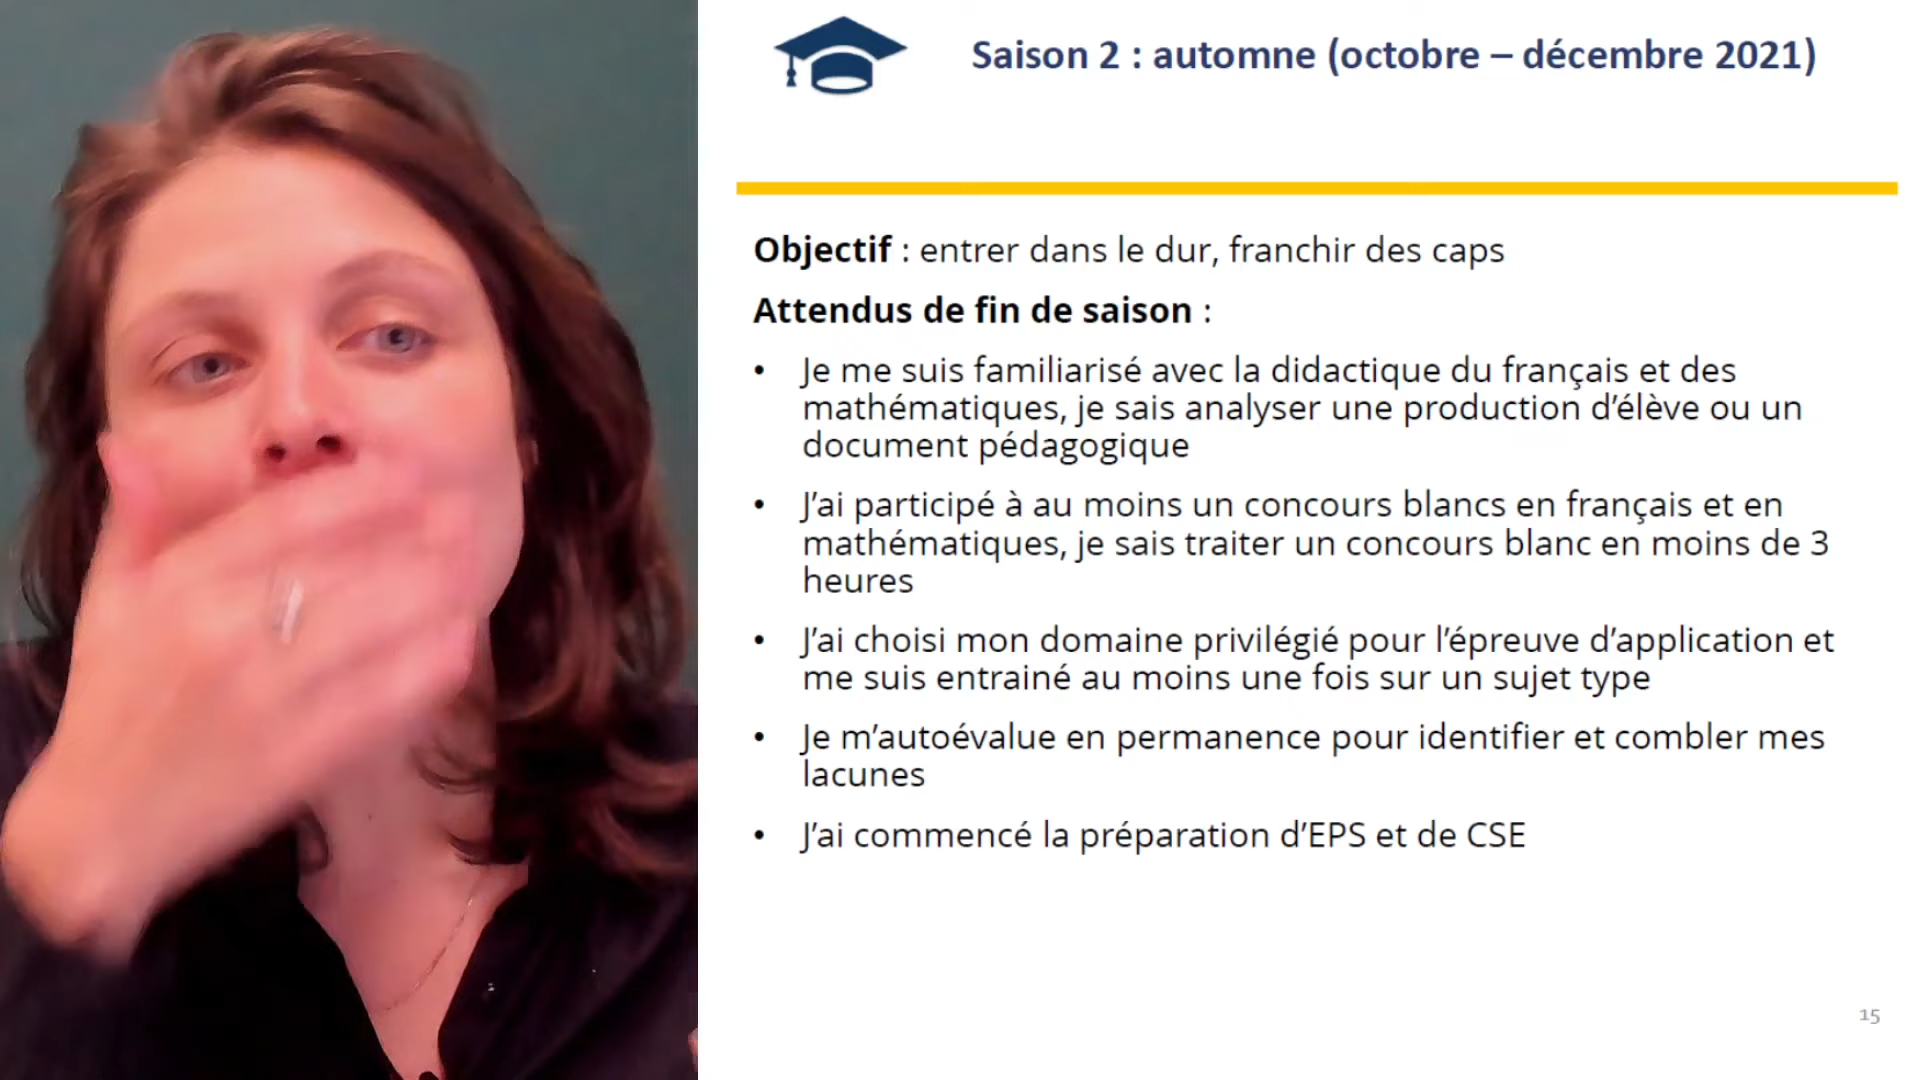 Saison 2 : automne (octobre – décembre 2021)
Objectif : entrer dans le dur, franchir des caps
Attendus de fin de saison :
• Je me suis familiarisé avec la didactique du français et des
mathématiques, je sais analyser une production d’élève ou un
document pédagogique
• J’ai participé à au moins un concours blancs en français et en
mathématiques, je sais traiter un concours blanc en moins de 3
heures
• J’ai choisi mon domaine privilégié pour l’épreuve d’application et
me suis entrainé au moins une fois sur un sujet type
• Je m’autoévalue en permanence pour identifier et combler mes
lacunes
• J’ai commencé la préparation d’EPS et de CSE
15